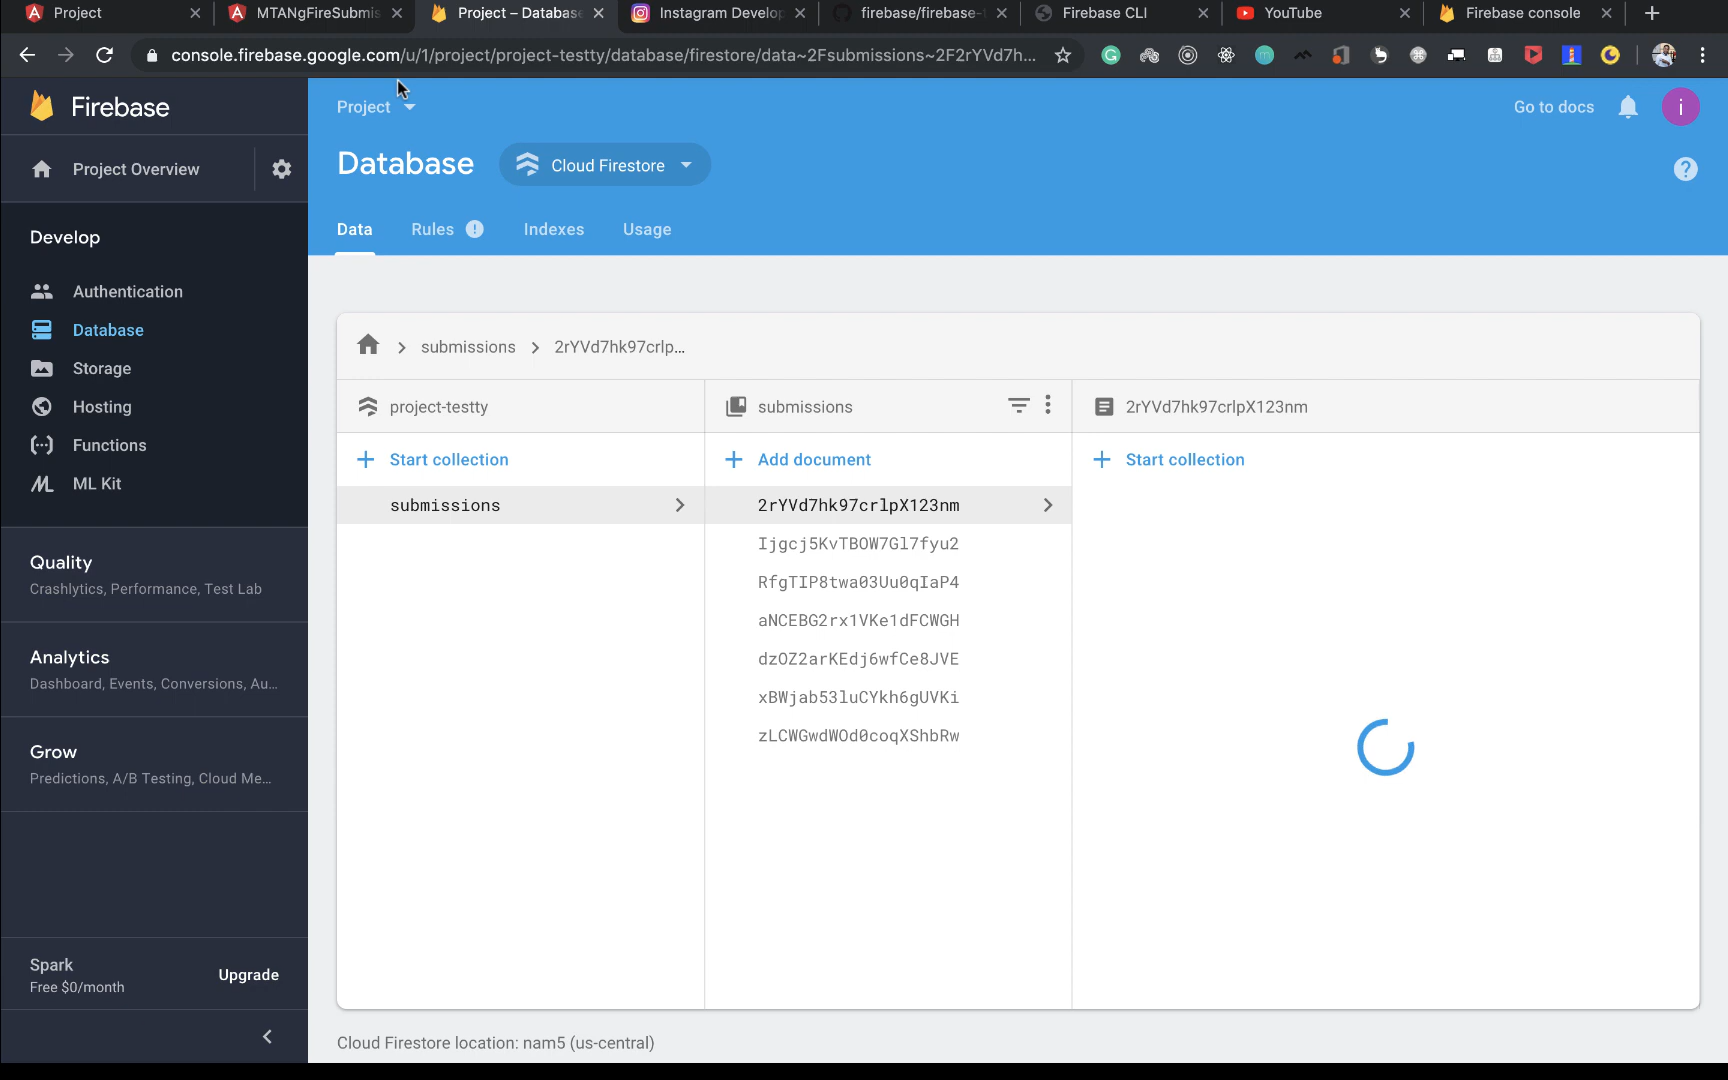 Project
MTANgFireSubmis
Project – Database
Instagram Develop
firebase/firebase-
Firebase CLI
YouTube
Firebase console
console.firebase.google.com/u/1/project/project-testty/database/firestore/data~2Fsubmissions~2F2rYVd7h...
Firebase
Project
Go to docs
i
Project Overview
Database
Cloud Firestore
?
Develop
Data
Rules
!
Indexes
Usage
Authentication
Database
Storage
Hosting
Functions
ML Kit
submissions
2rYVd7hk97crlp...
project-testty
submissions
2rYVd7hk97crlpX123nm
Start collection
Add document
Start collection
submissions
2rYVd7hk97crlpX123nm
Ijgcj5KvTBOW7Gl7fyu2
RfgTIP8twa03Uu0qIaP4
aNCEBG2rx1VKe1dFCWGH
dzOZ2arKEdj6wfCe8JVE
xBWjab53luCYkh6gUVKi
zLCWGwdWOd0coqXShbRw
Quality
Crashlytics, Performance, Test Lab
Analytics
Dashboard, Events, Conversions, Au...
Grow
Predictions, A/B Testing, Cloud Me...
Spark
Free $0/month
Upgrade
Cloud Firestore location: nam5 (us-central)